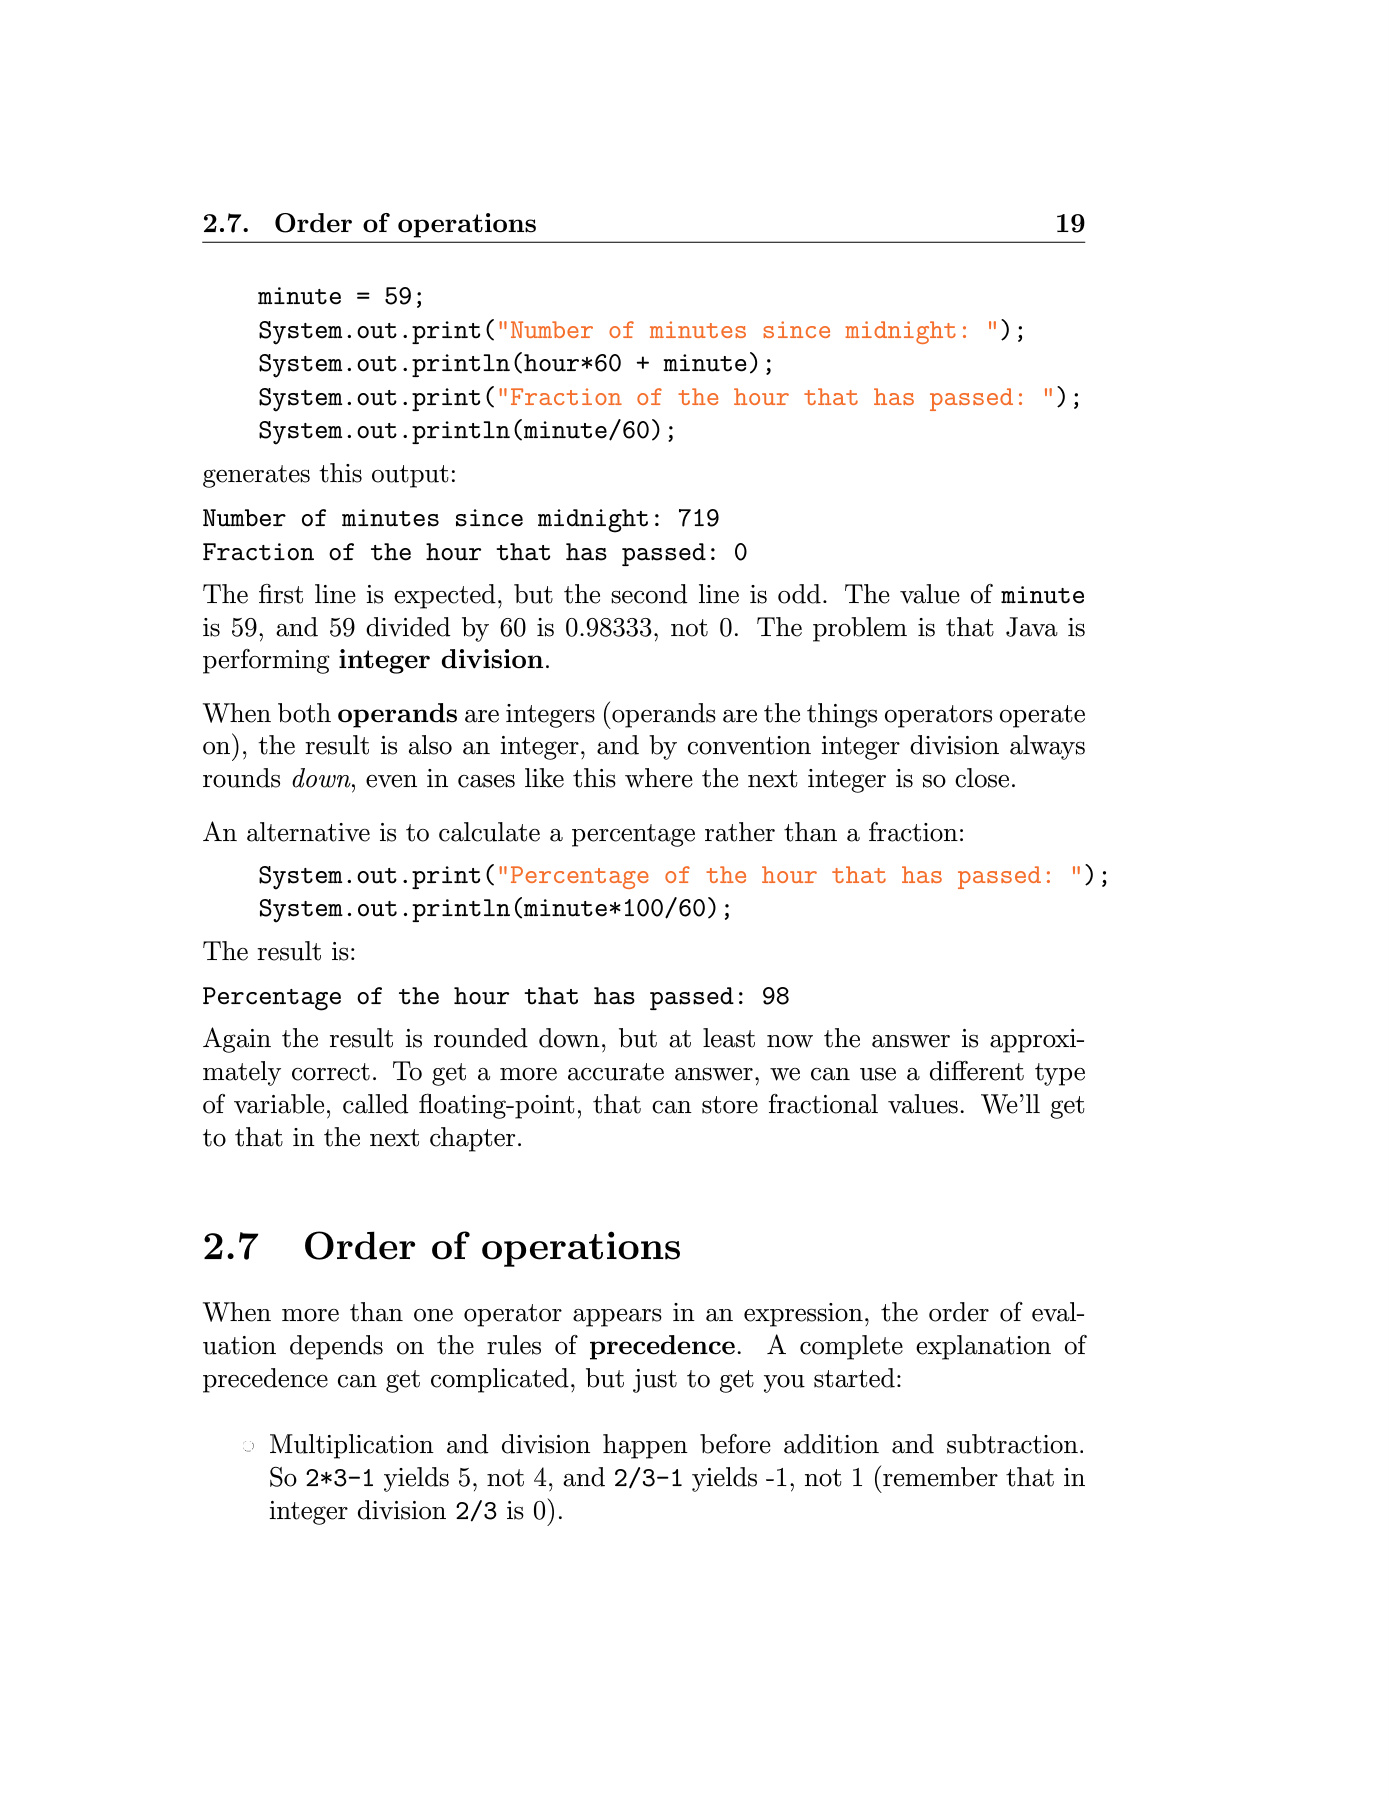 2.7. Order of operations 19
minute = 59;
System.out.print("Number of minutes since midnight: ");
System.out.println(hour*60 + minute);
System.out.print("Fraction of the hour that has passed: ");
System.out.println(minute/60);
generates this output:
Number of minutes since midnight: 719
Fraction of the hour that has passed: 0
The first line is expected, but the second line is odd. The value of minute
is 59, and 59 divided by 60 is 0.98333, not 0. The problem is that Java is
performing integer division.
When both operands are integers (operands are the things operators operate
on), the result is also an integer, and by convention integer division always
rounds down, even in cases like this where the next integer is so close.
An alternative is to calculate a percentage rather than a fraction:
System.out.print("Percentage of the hour that has passed: ");
System.out.println(minute*100/60);
The result is:
Percentage of the hour that has passed: 98
Again the result is rounded down, but at least now the answer is approxi-
mately correct. To get a more accurate answer, we can use a different type
of variable, called floating-point, that can store fractional values. We'll get
to that in the next chapter.
2.7 Order of operations
When more than one operator appears in an expression, the order of eval-
uation depends on the rules of precedence. A complete explanation of
precedence can get complicated, but just to get you started:
○ Multiplication and division happen before addition and subtraction.
So 2*3-1 yields 5, not 4, and 2/3-1 yields -1, not 1 (remember that in
integer division 2/3 is 0).